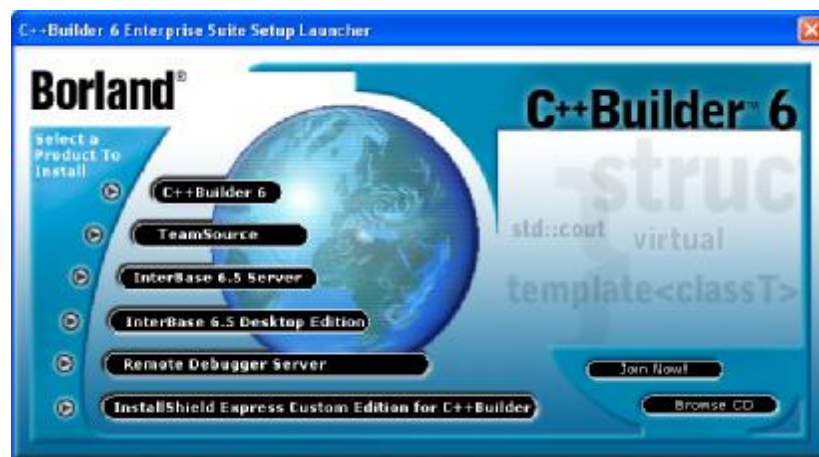 C++Builder 6 Enterprise Suite Setup Launcher
Borland®
C++Builder™ 6
Select a
Product To
Install
C++Builder 6
TeamSource
InterBase 6.5 Server
InterBase 6.5 Desktop Edition
Remote Debugger Server
InstallShield Express Custom Edition for C++Builder
struc
std::cout
virtual
template<classT>
Join Now!
Browse CD